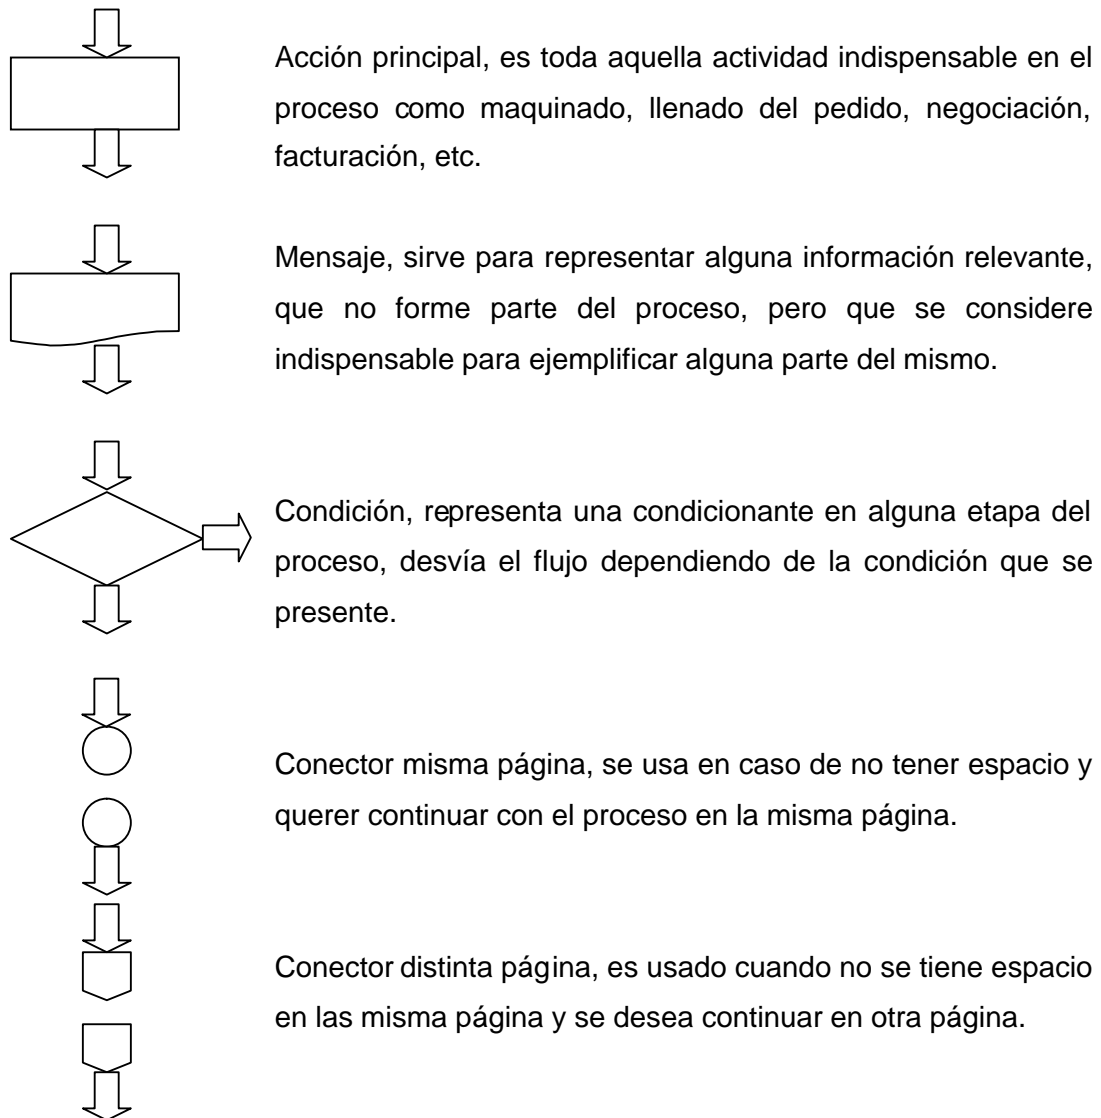 Acción principal, es toda aquella actividad indispensable en el
proceso como maquinado, llenado del pedido, negociación,
facturación, etc.
Mensaje, sirve para representar alguna información relevante,
que no forme parte del proceso, pero que se considere
indispensable para ejemplificar alguna parte del mismo.
Condición, representa una condicionante en alguna etapa del
proceso, desvía el flujo dependiendo de la condición que se
presente.
Conector misma página, se usa en caso de no tener espacio y
querer continuar con el proceso en la misma página.
Conector distinta página, es usado cuando no se tiene espacio
en las misma página y se desea continuar en otra página.